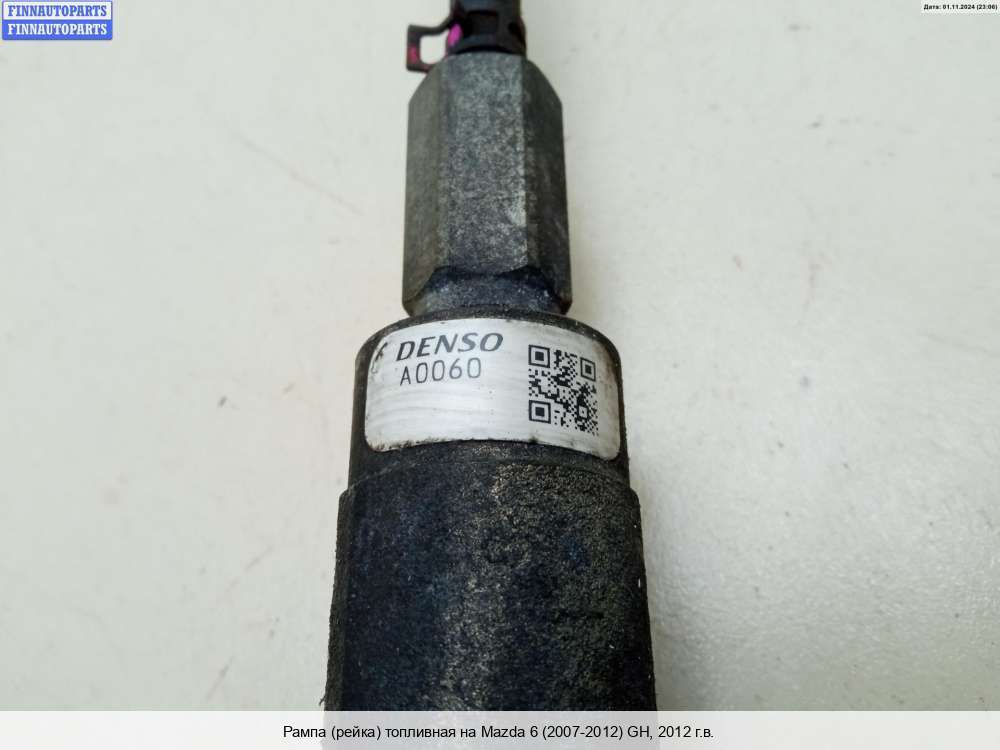 FINNAUTOPARTS
FINNAUTOPARTS
Дата: 01.11.2024 (23:06)
DENSO
A0060
Рампа (рейка) топливная на Mazda 6 (2007-2012) GH, 2012 г.в.